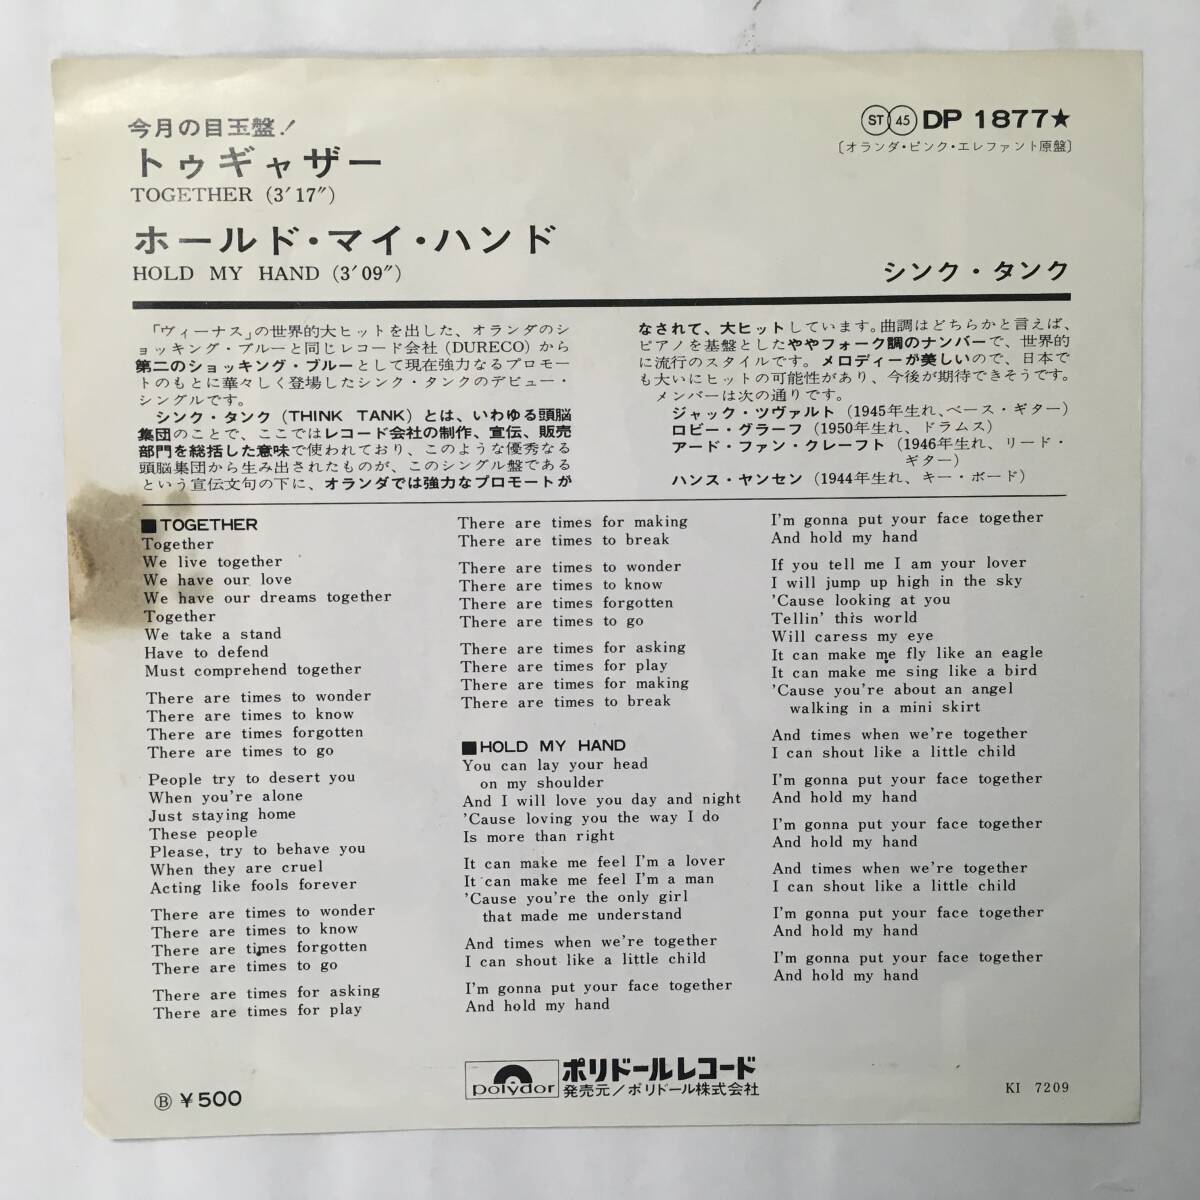 今月の目玉盤!
トゥギャザー
TOGETHER (3′17″)
ホールド・マイ・ハンド
HOLD MY HAND (3′09″)
ST 45 DP 1877★
〔オランダ・ピンク・エレファント原盤〕
シンク・タンク
「ヴィーナス」の世界的大ヒットを出した、オランダのシ
ョッキング・ブルーと同じレコード会社(DURECO)から
第二のショッキング・ブルーとして現在強力なるプロモー
トのもとに華々しく登場したシンク・タンクのデビュー・
シングルです。
シンク・タンク(THINK TANK)とは、いわゆる頭脳
集団のことで、ここではレコード会社の制作、宣伝、販売
部門を総括した意味で使われており、このような優秀なる
頭脳集団から生み出されたものが、このシングル盤である
という宣伝文句の下に、オランダでは強力なプロモートが
なされて、大ヒットしています。曲調はどちらかと言えば、
ピアノを基盤としたややフォーク調のナンバーで、世界的
に流行のスタイルです。メロディーが美しいので、日本で
も大いにヒットの可能性があり、今後が期待できそうです。
メンバーは次の通りです。
ジャック・ツヴァルト(1945年生れ、ベース・ギター)
ロビー・グラーフ(1950年生れ、ドラムス)
アード・ファン・クレーフト(1946年生れ、リード・
ギター)
ハンス・ヤンセン(1944年生れ、キー・ボード)
■TOGETHER
Together
We live together
We have our love
We have our dreams together
Together
We take a stand
Have to defend
Must comprehend together
There are times to wonder
There are times to know
There are times forgotten
There are times to go
People try to desert you
When you're alone
Just staying home
These people
Please, try to behave you
When they are cruel
Acting like fools forever
There are times to wonder
There are times to know
There are times forgotten
There are times to go
There are times for asking
There are times for play
There are times for making
There are times to break
There are times to wonder
There are times to know
There are times forgotten
There are times to go
There are times for asking
There are times for play
There are times for making
There are times to break
■HOLD MY HAND
You can lay your head
on my shoulder
And I will love you day and night
'Cause loving you the way I do
Is more than right
It can make me feel I'm a lover
It can make me feel I'm a man
'Cause you're the only girl
that made me understand
And times when we're together
I can shout like a little child
I'm gonna put your face together
And hold my hand
I'm gonna put your face together
And hold my hand
If you tell me I am your lover
I will jump up high in the sky
'Cause looking at you
Tellin' this world
Will caress my eye
It can make me fly like an eagle
It can make me sing like a bird
'Cause you're about an angel
walking in a mini skirt
And times when we're together
I can shout like a little child
I'm gonna put your face together
And hold my hand
I'm gonna put your face together
And hold my hand
And times when we're together
I can shout like a little child
I'm gonna put your face together
And hold my hand
I'm gonna put your face together
And hold my hand
Ⓑ ¥500
polydor
ポリドールレコード
発売元/ポリドール株式会社
KI 7209